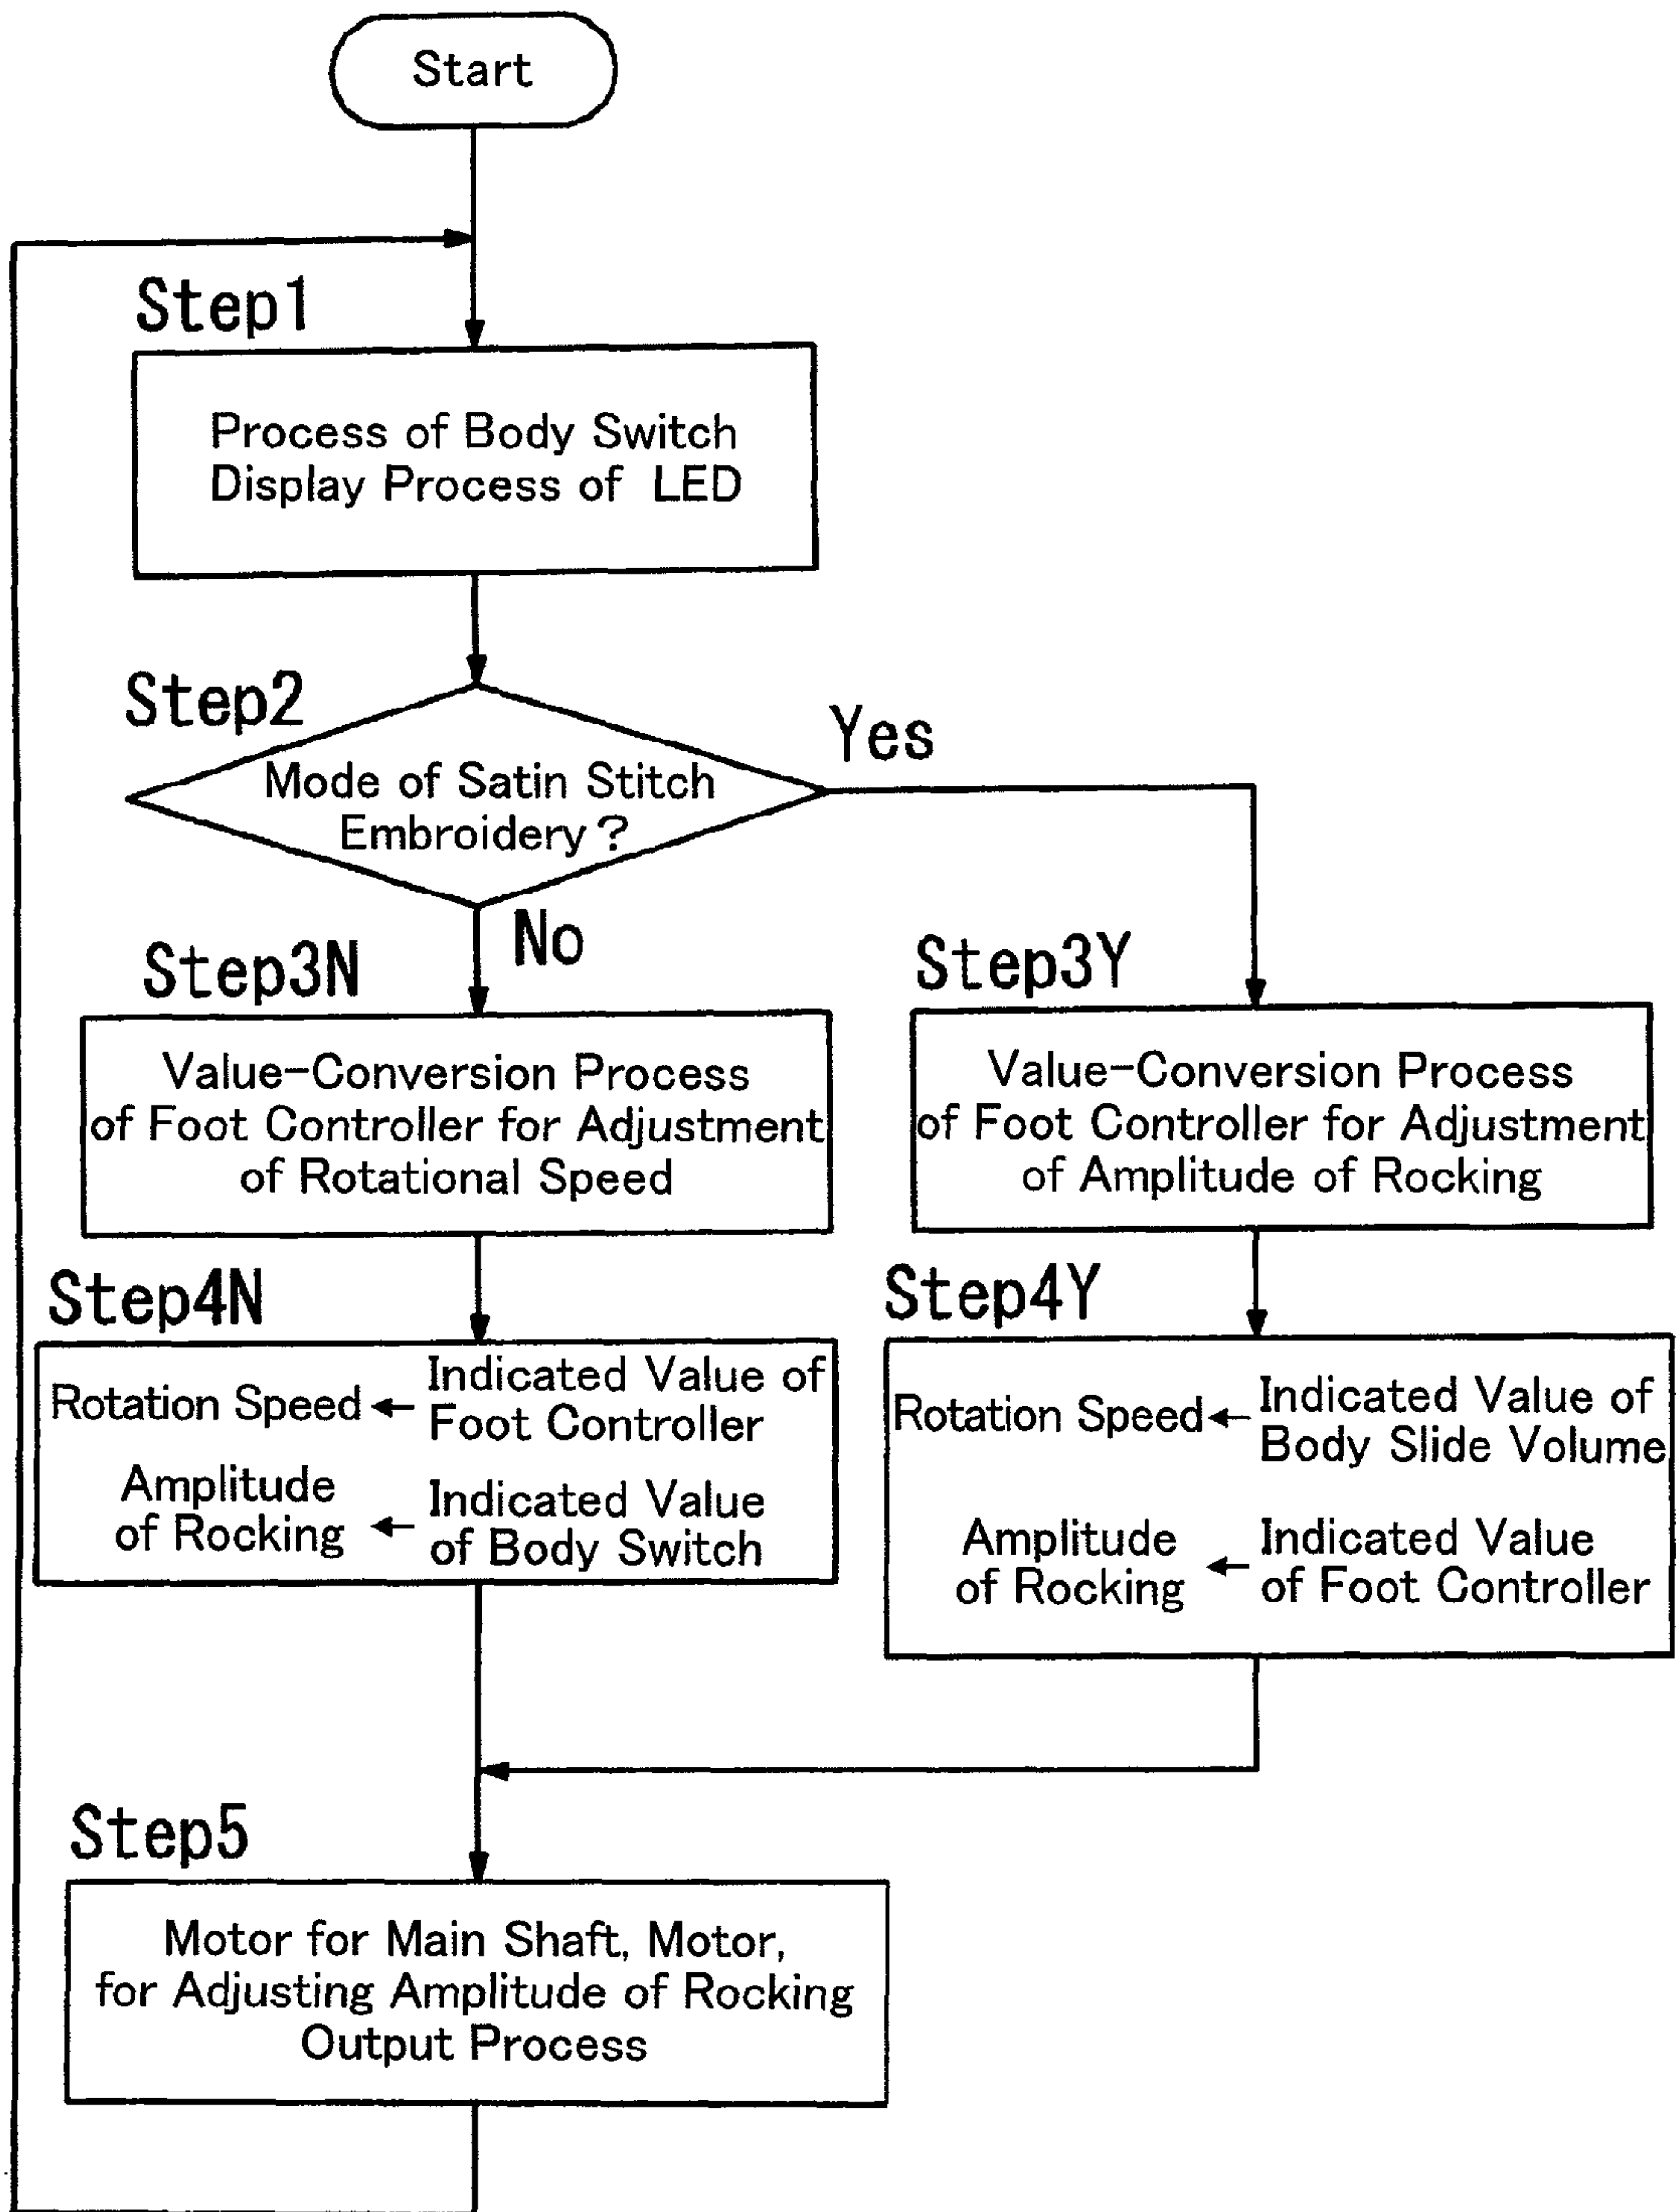 Start
Step1
Process of Body Switch
Display Process of LED
Step2
Mode of Satin Stitch
Embroidery?
Yes
No
Step3N
Value-Conversion Process
of Foot Controller for Adjustment
of Rotational Speed
Step3Y
Value-Conversion Process
of Foot Controller for Adjustment
of Amplitude of Rocking
Step4N
Rotation Speed ← Indicated Value of
Foot Controller
Amplitude
of Rocking ← Indicated Value
of Body Switch
Step4Y
Rotation Speed ← Indicated Value of
Body Slide Volume
Amplitude
of Rocking ← Indicated Value
of Foot Controller
Step5
Motor for Main Shaft, Motor,
for Adjusting Amplitude of Rocking
Output Process